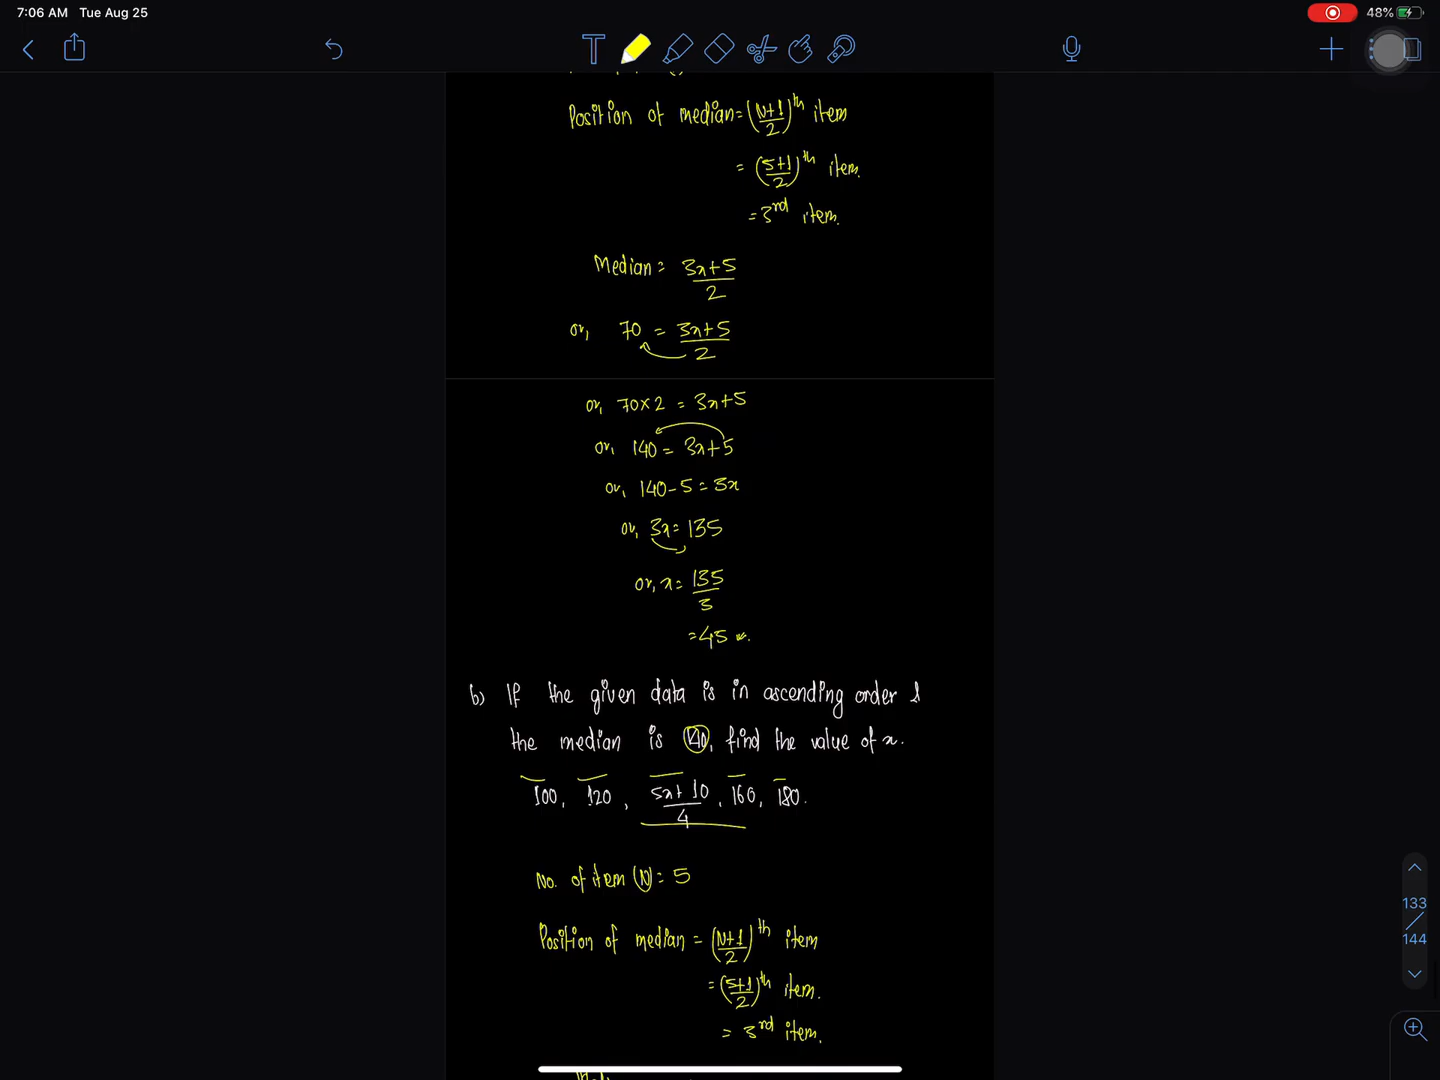 7:06 AM Tue Aug 25
48%
Position of median = (N+1/2)th item
= (5+1/2)th item.
= 3rd item.
Median = 3x+5/2
or, 70 = 3x+5/2
or, 70×2 = 3x+5
or, 140 = 3x+5
or, 140-5 = 3x
or, 3x = 135
or, x = 135/3
= 45
b) If the given data is in ascending order &
the median is 140, find the value of x.
100, 120, 5x+10/4, 160, 180.
No. of item (N) = 5
Position of median = (N+1/2)th item
= (5+1/2)th item.
= 3rd item.
133
/
144